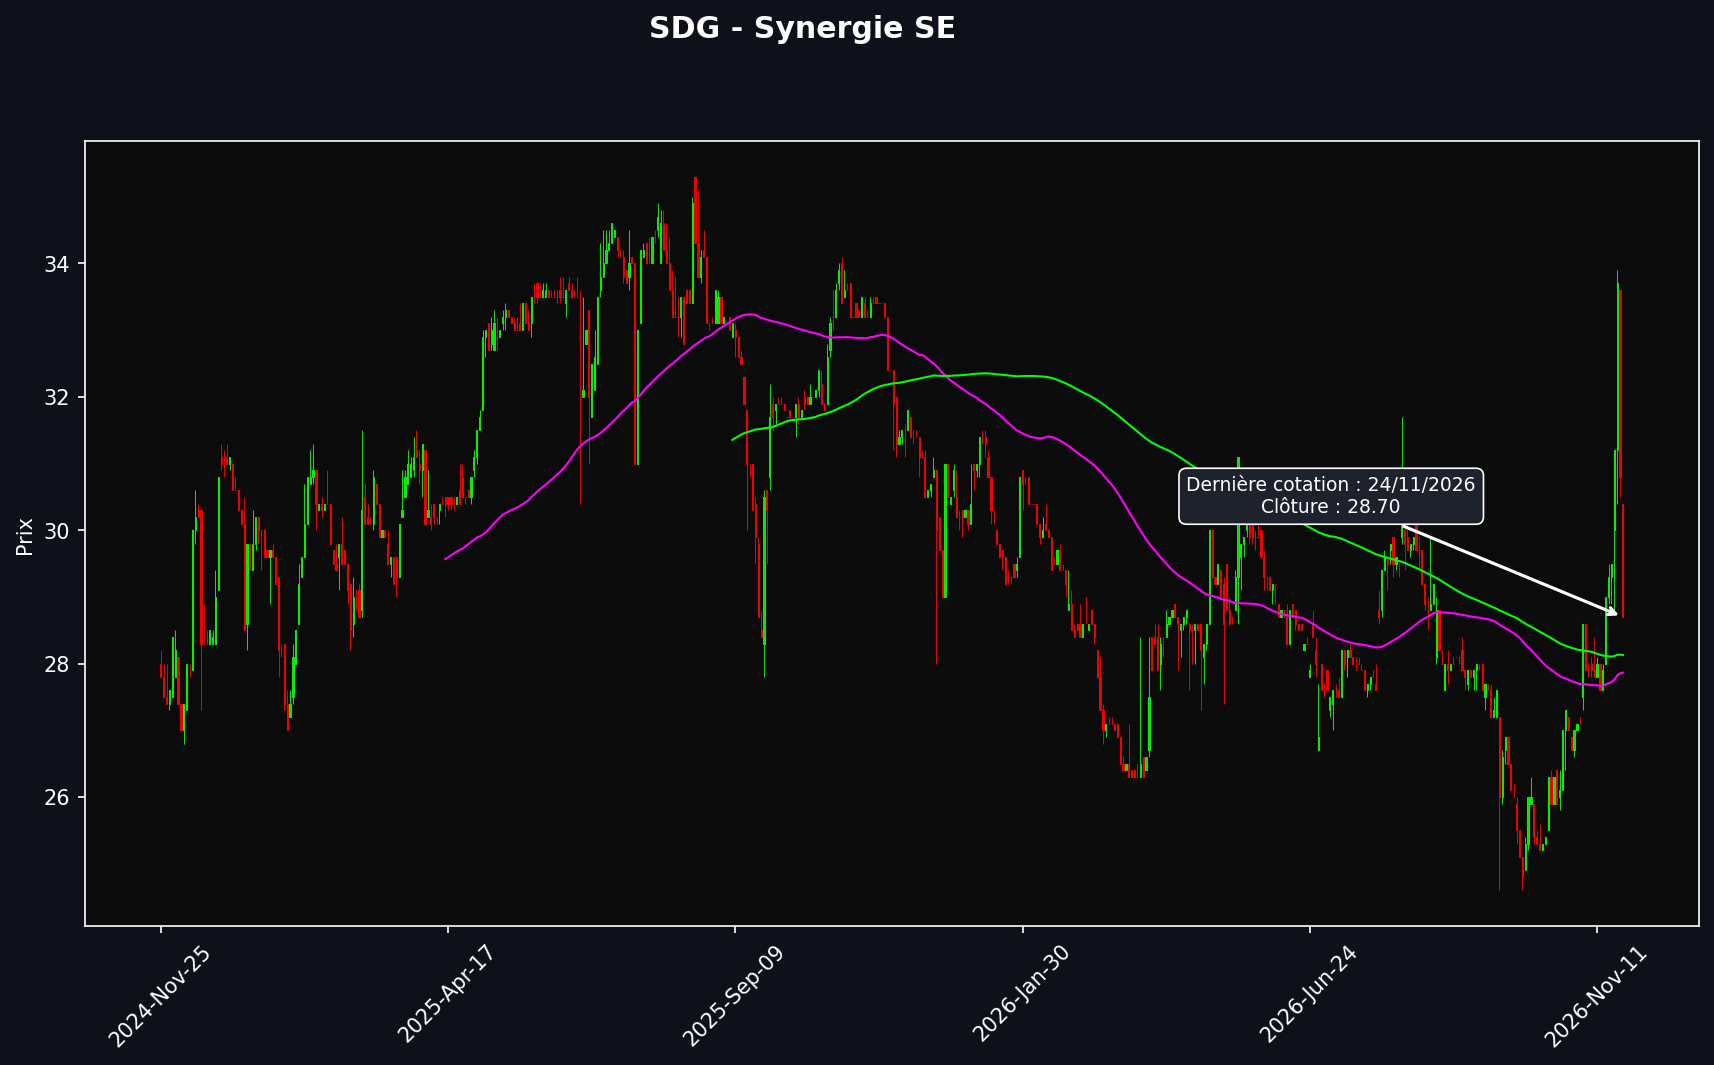 SDG - Synergie SE
Prix
34
32
30
28
26
Dernière cotation : 24/11/2026
Clôture : 28.70
2024-Nov-25
2025-Apr-17
2025-Sep-09
2026-Jan-30
2026-Jun-24
2026-Nov-11